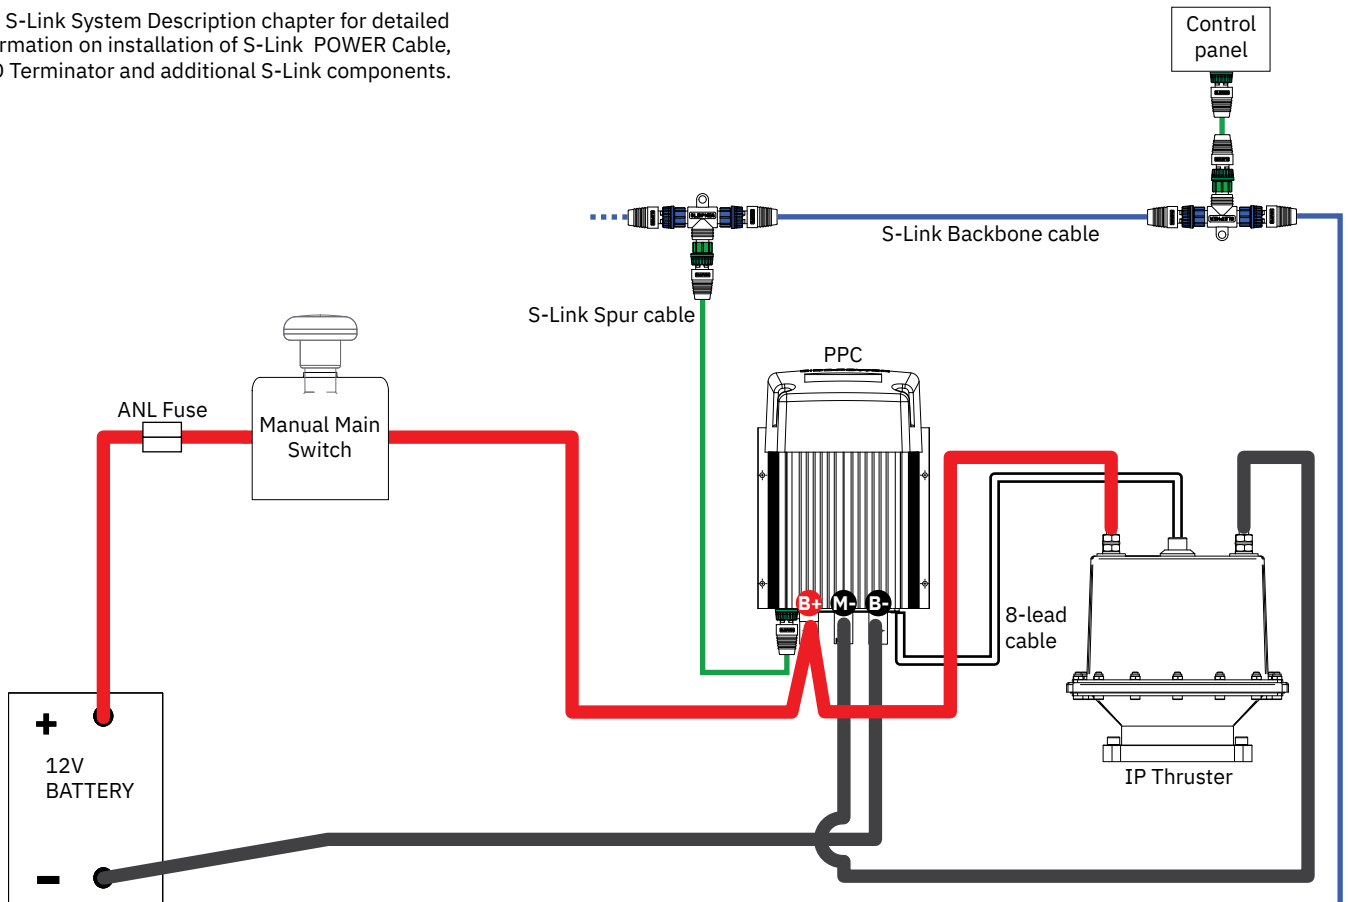 S-Link System Description chapter for detailed
rmation on installation of S-Link POWER Cable,
Terminator and additional S-Link components.
Control
panel
S-Link Backbone cable
S-Link Spur cable
PPC
ANL Fuse
Manual Main
Switch
B+ M- B-
8-lead
cable
+
12V
BATTERY
-
IP Thruster